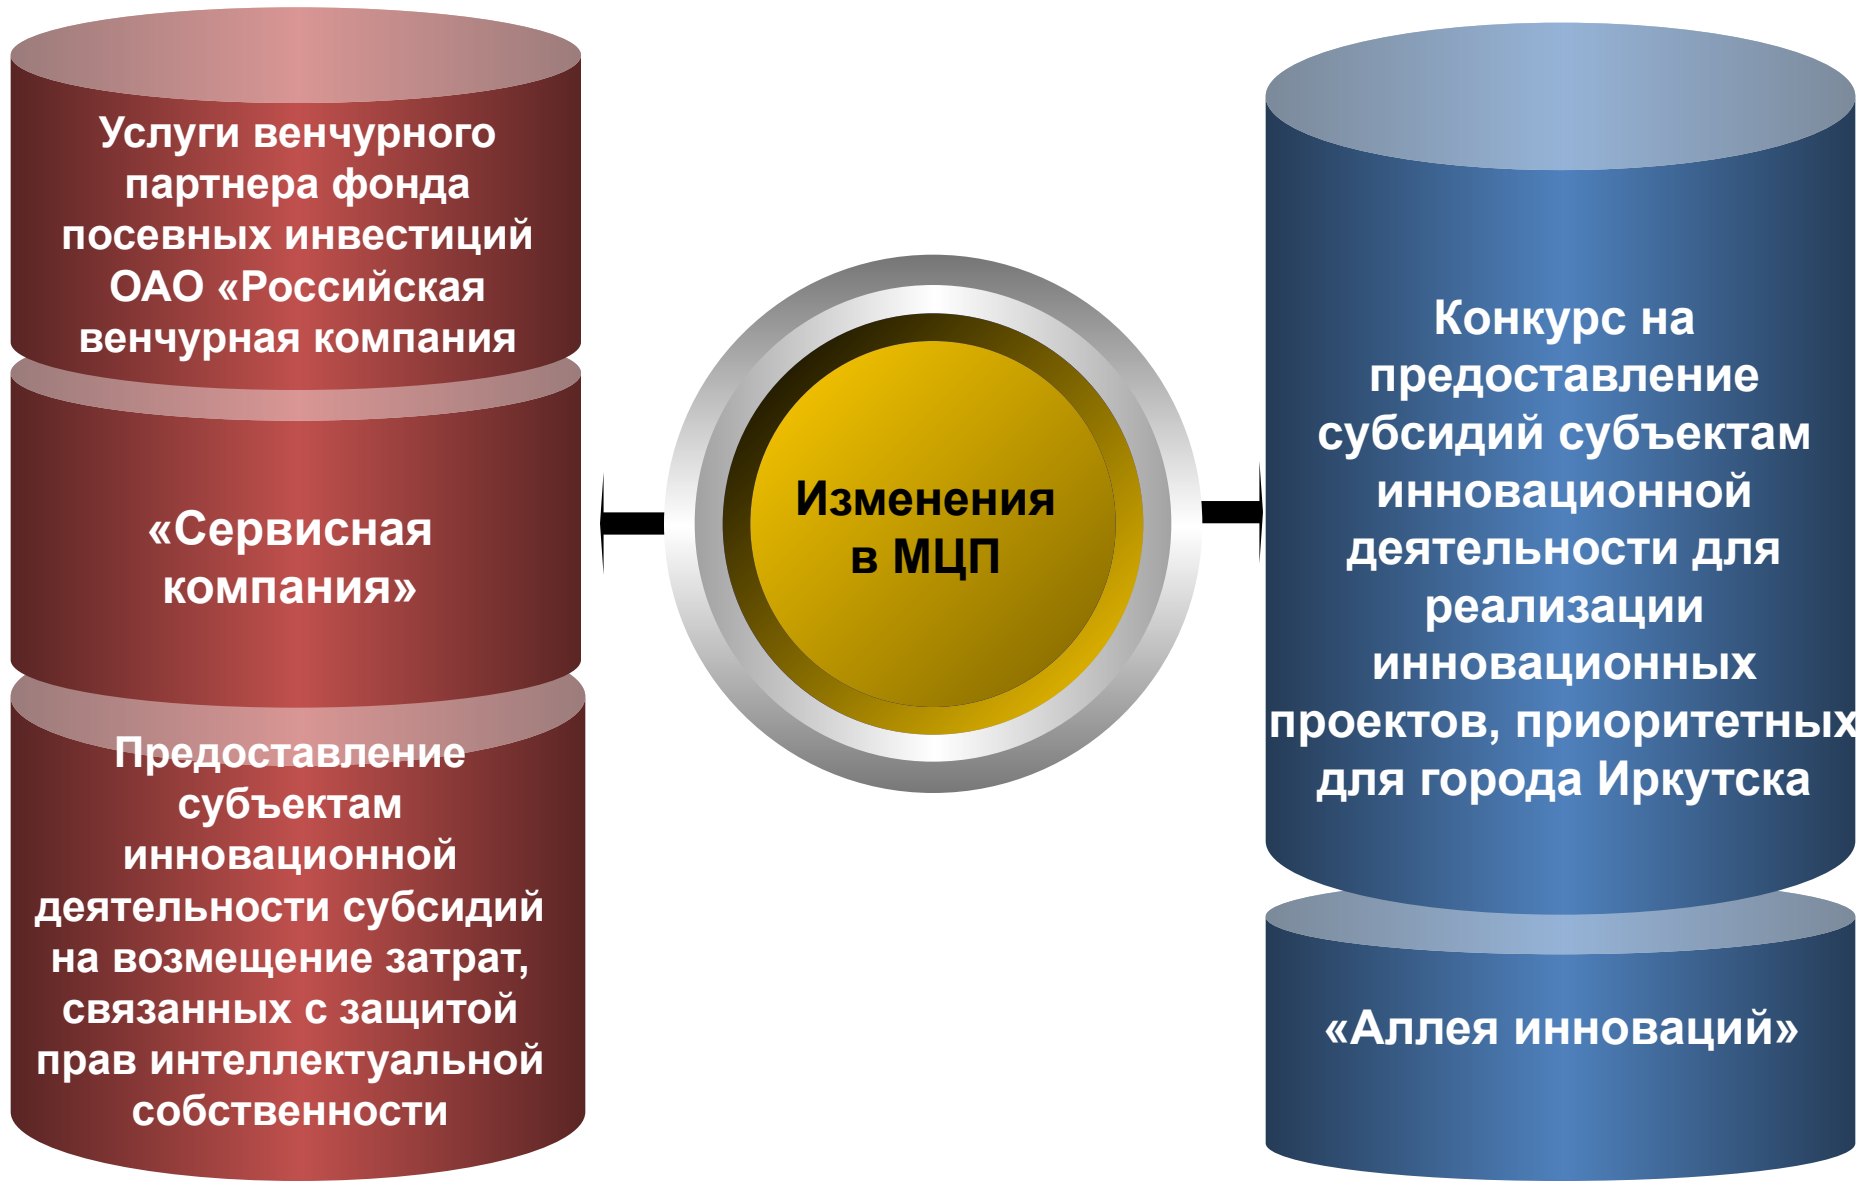 Услуги венчурного
партнера фонда
посевных инвестиций
ОАО «Российская
венчурная компания
«Сервисная
компания»
Предоставление
субъектам
инновационной
деятельности субсидий
на возмещение затрат,
связанных с защитой
прав интеллектуальной
собственности
Изменения
в МЦП
Конкурс на
предоставление
субсидий субъектам
инновационной
деятельности для
реализации
инновационных
проектов, приоритетных
для города Иркутска
«Аллея инноваций»